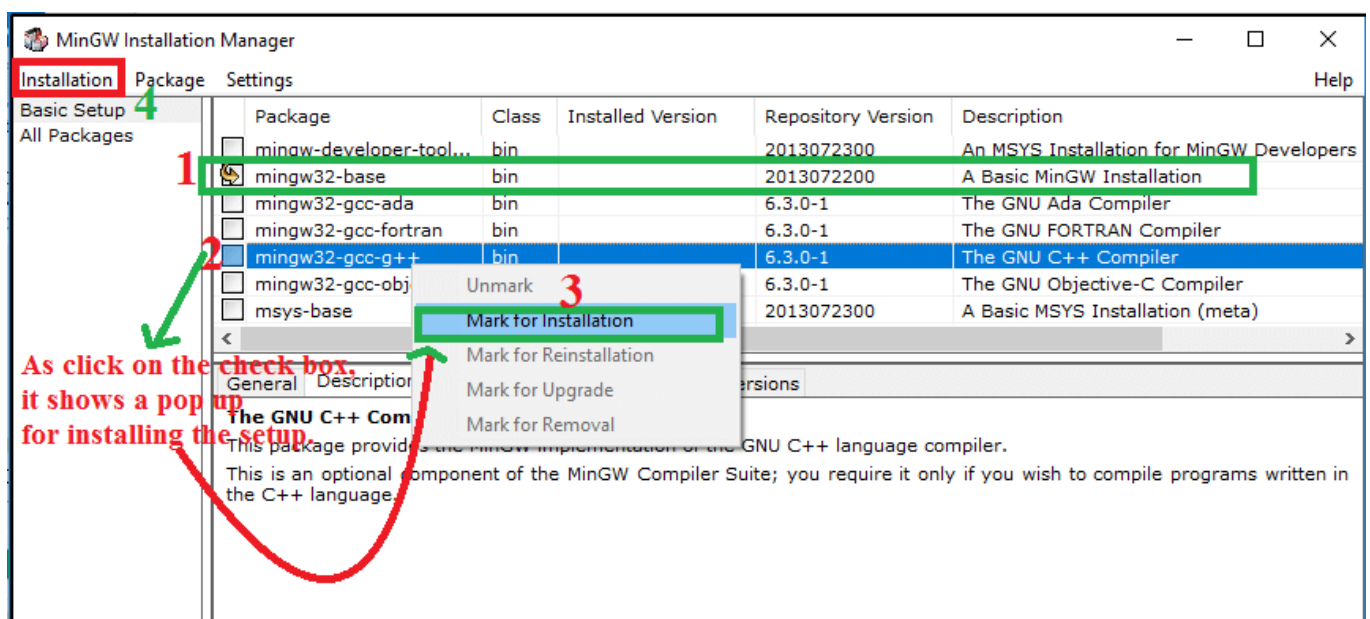 MinGW Installation Manager
Installation Package Settings Help
Basic Setup 4
All Packages
Package Class Installed Version Repository Version Description
mingw-developer-tool... bin 2013072300 An MSYS Installation for MinGW Developers
1 mingw32-base bin 2013072200 A Basic MinGW Installation
mingw32-gcc-ada bin 6.3.0-1 The GNU Ada Compiler
mingw32-gcc-fortran bin 6.3.0-1 The GNU FORTRAN Compiler
2 mingw32-gcc-g++ bin 6.3.0-1 The GNU C++ Compiler
mingw32-gcc-obj 6.3.0-1 The GNU Objective-C Compiler
msys-base 2013072300 A Basic MSYS Installation (meta)
Unmark 3
Mark for Installation
Mark for Reinstallation
Mark for Upgrade
Mark for Removal
As click on the check box,
it shows a pop up
for installing the setup.
General Description ersions
The GNU C++ Com
This package provides the MinGW implementation of the GNU C++ language compiler.
This is an optional component of the MinGW Compiler Suite; you require it only if you wish to compile programs written in
the C++ language.